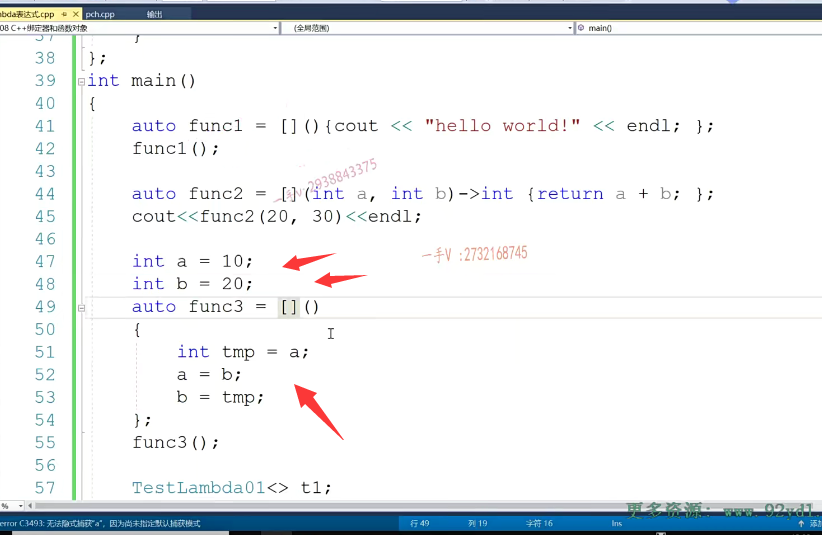 mbda表达式.cpp pch.cpp 输出
08 C++绑定器和函数对象 (全局范围) main()
37 }
38 };
39 int main()
40 {
41 auto func1 = [](){cout << "hello world!" << endl; };
42 func1();
43
44 auto func2 = [](int a, int b)->int {return a + b; };
一手V:2938843375
45 cout<<func2(20, 30)<<endl;
46
一手V :2732168745
47 int a = 10;
48 int b = 20;
49 auto func3 = []()
50 {
51 int tmp = a;
52 a = b;
53 b = tmp;
54 };
55 func3();
56
57 TestLambda01<> t1;
%
更多资源: www.92vdl.
error C3493: 无法隐式捕获"a", 因为尚未指定默认捕获模式 行 49 列 19 字符 16 Ins 添加